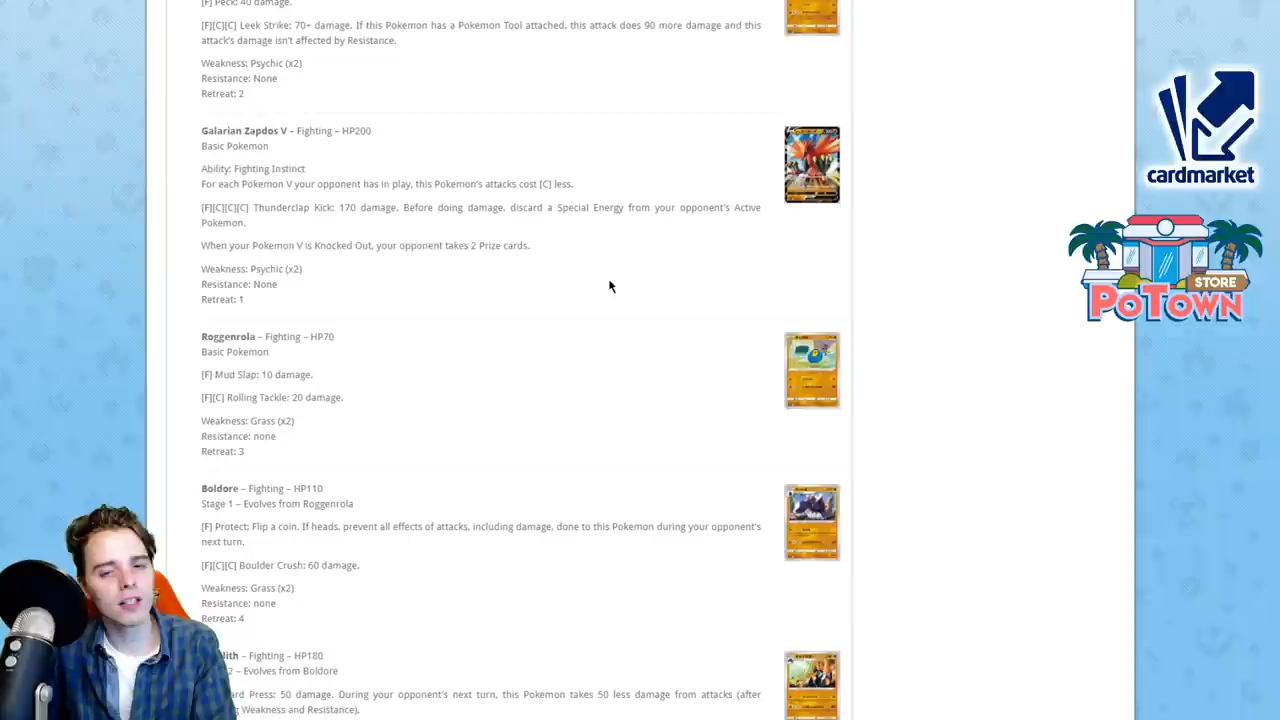 [F] Peck: 40 damage.
[F][C][C] Leek Strike: 70+ damage. If this Pokemon has a Pokemon Tool attached, this attack does 90 more damage and this
attack's damage isn't affected by Resistance.
Weakness: Psychic (x2)
Resistance: None
Retreat: 2
Galarian Zapdos V – Fighting – HP200
Basic Pokemon
Ability: Fighting Instinct
For each Pokemon V your opponent has in play, this Pokemon's attacks cost [C] less.
[F][C][C][C] Thunderclap Kick: 170 damage. Before doing damage, discard a Special Energy from your opponent's Active
Pokemon.
When your Pokemon V is Knocked Out, your opponent takes 2 Prize cards.
Weakness: Psychic (x2)
Resistance: None
Retreat: 1
Roggenrola – Fighting – HP70
Basic Pokemon
[F] Mud Slap: 10 damage.
[F][C] Rolling Tackle: 20 damage.
Weakness: Grass (x2)
Resistance: none
Retreat: 3
Boldore – Fighting – HP110
Stage 1 – Evolves from Roggenrola
[F] Protect: Flip a coin. If heads, prevent all effects of attacks, including damage, done to this Pokemon during your opponent's
next turn.
[F][C][C] Boulder Crush: 60 damage.
Weakness: Grass (x2)
Resistance: none
Retreat: 4
lith – Fighting – HP180
2 – Evolves from Boldore
ard Press: 50 damage. During your opponent's next turn, this Pokemon takes 50 less damage from attacks (after
Weakness and Resistance).
cardmarket
STORE
POTOWN